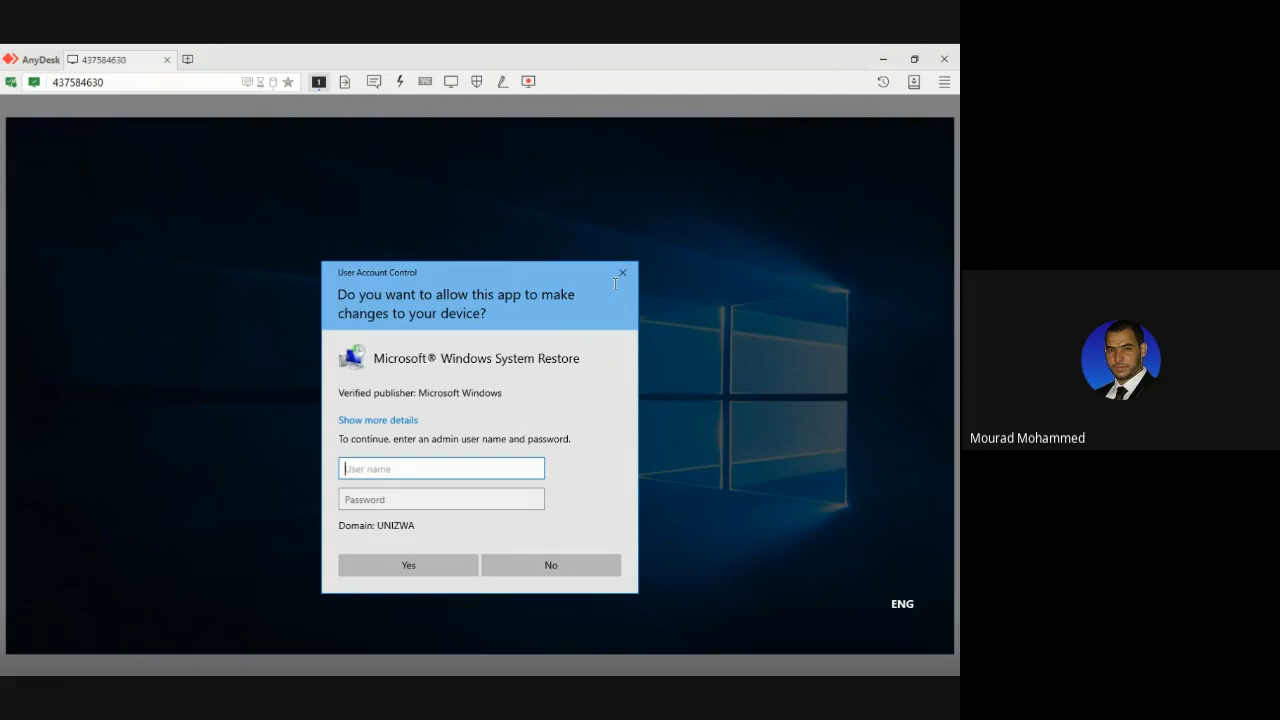 AnyDesk
437584630
437584630
1
User Account Control
Do you want to allow this app to make
changes to your device?
Microsoft® Windows System Restore
Verified publisher: Microsoft Windows
Show more details
To continue, enter an admin user name and password.
User name
Password
Domain: UNIZWA
Yes
No
ENG
Mourad Mohammed